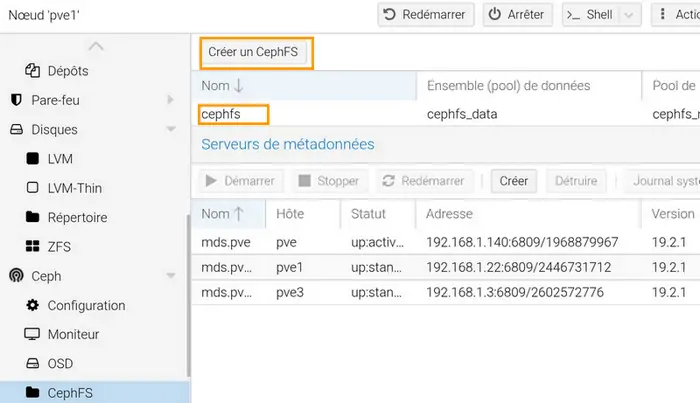 Nœud 'pve1'
Redémarrer
Arrêter
>_ Shell
Actio
Dépôts
Pare-feu
Disques
LVM
LVM-Thin
Répertoire
ZFS
Ceph
Configuration
Moniteur
OSD
CephFS
Créer un CephFS
Nom Ensemble (pool) de données Pool de
cephfs cephfs_data cephfs_m
Serveurs de métadonnées
Démarrer Stopper Redémarrer Créer Détruire Journal systè
Nom Hôte Statut Adresse Version
mds.pve pve up:activ... 192.168.1.140:6809/1968879967 19.2.1
mds.pv... pve1 up:stan... 192.168.1.22:6809/2446731712 19.2.1
mds.pv... pve3 up:stan... 192.168.1.3:6809/2602572776 19.2.1